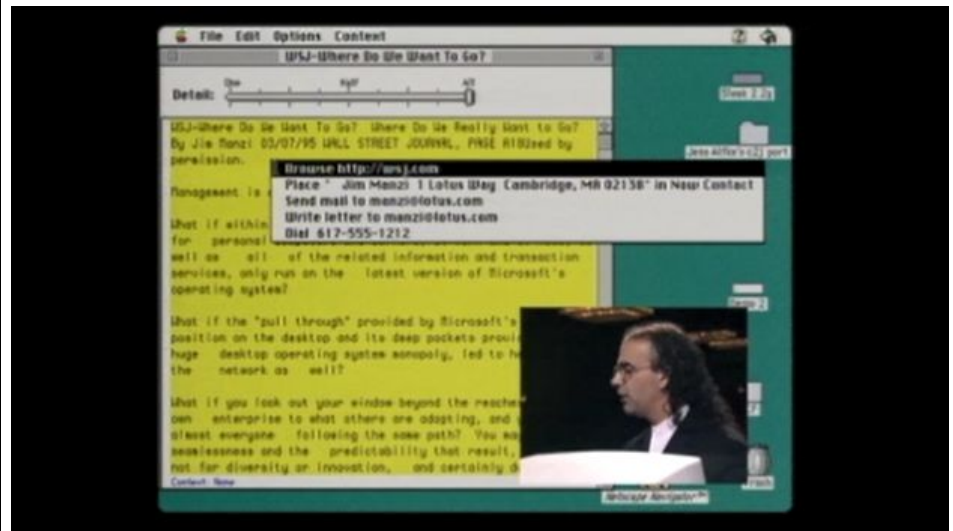 File Edit Options Context
WSJ-Where Do We Want To Go?
One Half All
Detail:
Sleek 2.2g
WSJ-Where Do We Want To Go? Where Do We Really Want to Go?
By Jim Manzi 03/07/95 WALL STREET JOURNAL, PAGE A18Used by
permission.
Browse http://wsj.com
Place " Jim Manzi 1 Lotus Way Cambridge, MA 02138" in Now Contact
Send mail to manzi@lotus.com
Write letter to manzi@lotus.com
Dial 617-555-1212
Management is
What if within
for personal
well as all of the related information and transaction
services, only run on the latest version of Microsoft's
operating system?
What if the "pull through" provided by Microsoft's
position on the desktop and its deep pockets
huge desktop operating system monopoly, led to
the network as well?
What if you look out your window beyond the
own enterprise to what others are adopting, and
almost everyone following the same path? You
seamlessness and the predictability that result,
not for diversity or innovation, and certainly
Context: None
Trash
Netscape Navigator™